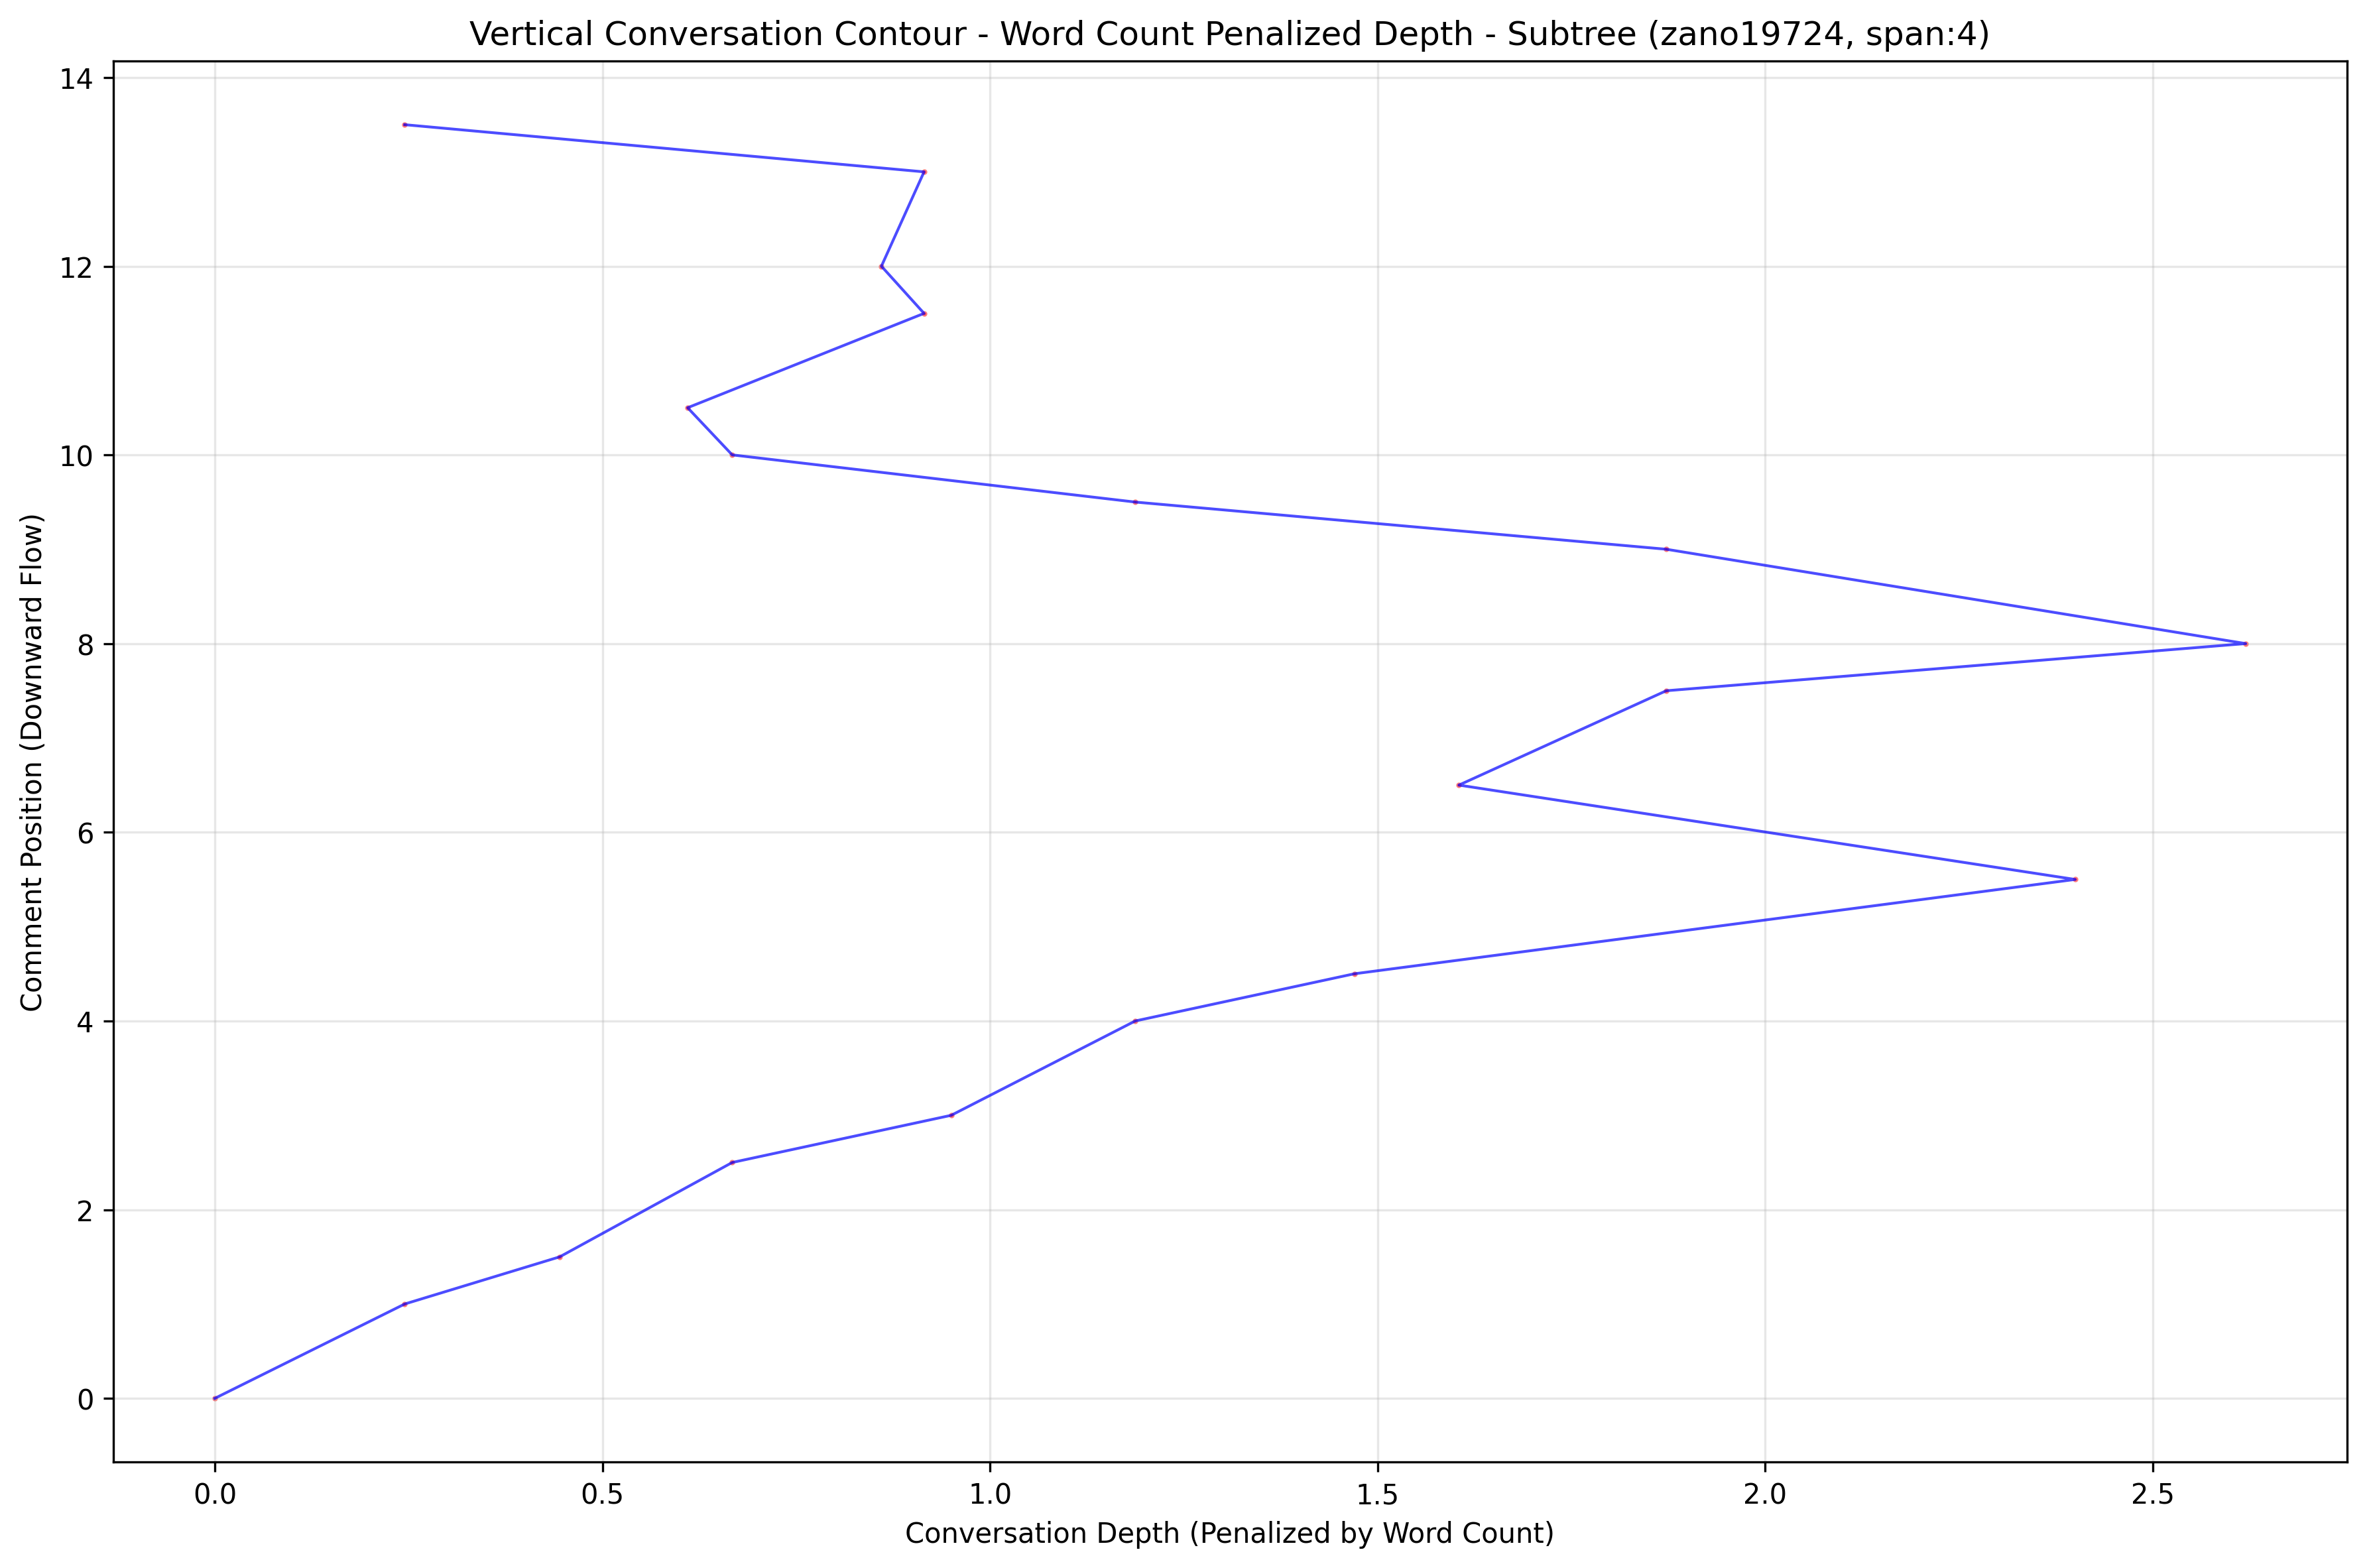 Vertical Conversation Contour - Word Count Penalized Depth - Subtree (zano19724, span:4)
14
12
10
8
6
4
2
0
Comment Position (Downward Flow)
0.0 0.5 1.0 1.5 2.0 2.5
Conversation Depth (Penalized by Word Count)